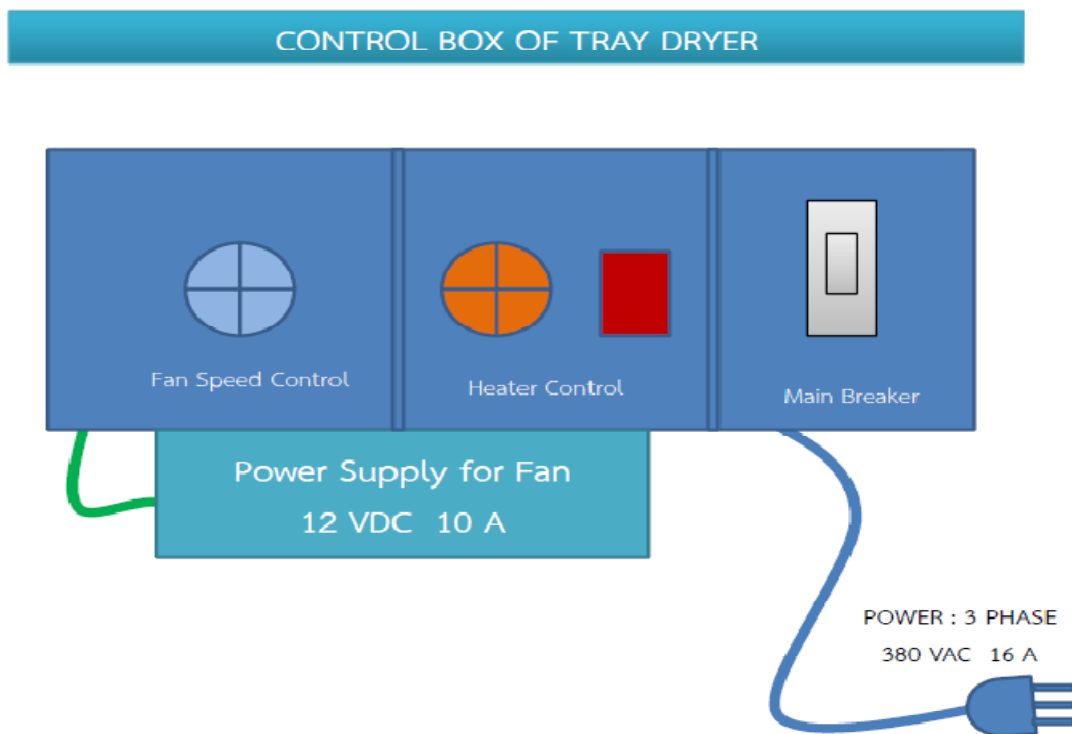 CONTROL BOX OF TRAY DRYER
Fan Speed Control
Heater Control
Main Breaker
Power Supply for Fan
12 VDC 10 A
POWER : 3 PHASE
380 VAC 16 A